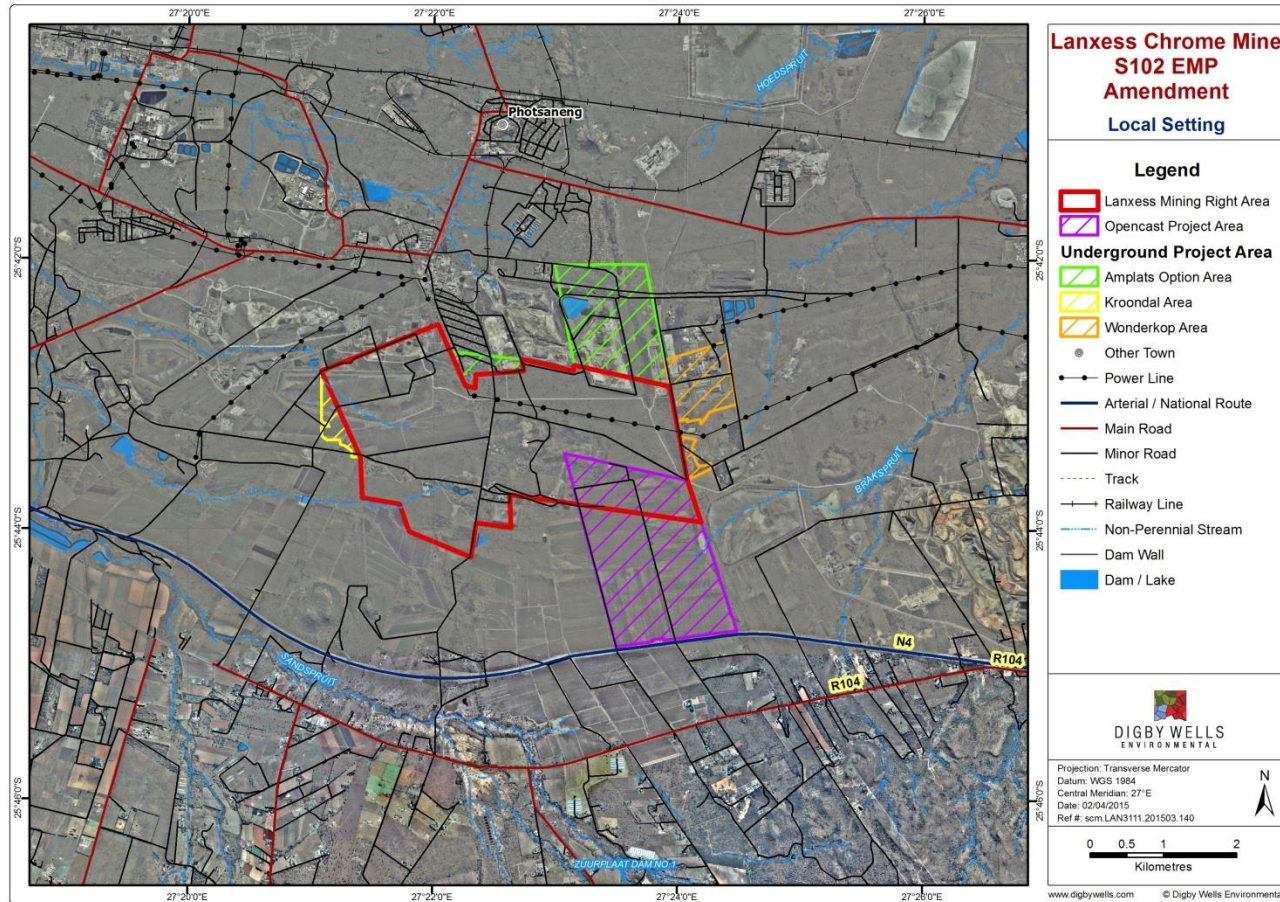 27°20'0"E
27°22'0"E
27°24'0"E
27°26'0"E
HOEDSPRUIT
Photsaneng
25°42'0"S
25°42'0"S
BRAKSPRUIT
25°44'0"S
25°44'0"S
N4
R104
R104
SANDSPRUIT
25°46'0"S
25°46'0"S
ZUURPLAAT DAM NO.1
27°20'0"E
27°22'0"E
27°24'0"E
27°26'0"E
Lanxess Chrome Mine
S102 EMP
Amendment
Local Setting
Legend
Lanxess Mining Right Area
Opencast Project Area
Underground Project Area
Amplats Option Area
Kroondal Area
Wonderkop Area
Other Town
Power Line
Arterial / National Route
Main Road
Minor Road
Track
Railway Line
Non-Perennial Stream
Dam Wall
Dam / Lake
DIGBY WELLS
ENVIRONMENTAL
Projection: Transverse Mercator
Datum: WGS 1984
Central Meridian: 27°E
Date: 02/04/2015
Ref #: scm.LAN3111.201503.140
N
0 0.5 1 2
Kilometres
www.digbywells.com © Digby Wells Environmenta